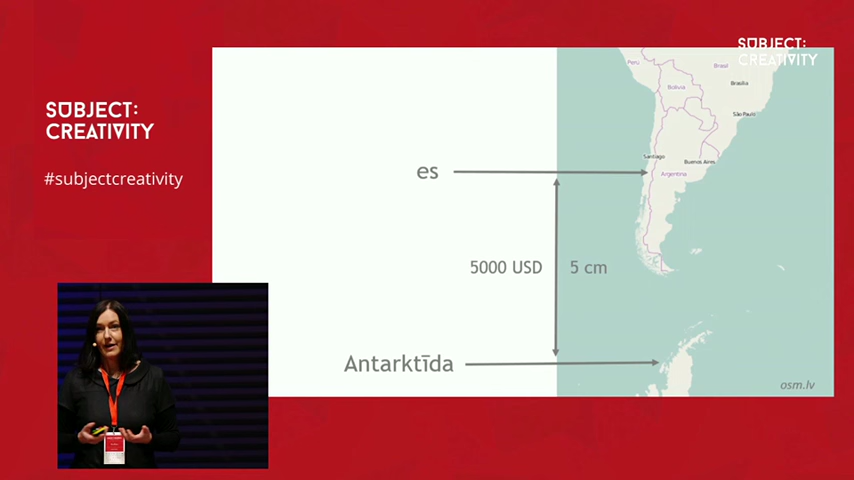 SUBJECT:
CREATIVITY
#subjectcreativity
SUBJECT:
CREATIVITY
Perú
Brasil
Bolivia
Brasília
São Paulo
Santiago
Buenos Aires
Argentina
es
5000 USD
5 cm
Antarktīda
osm.lv